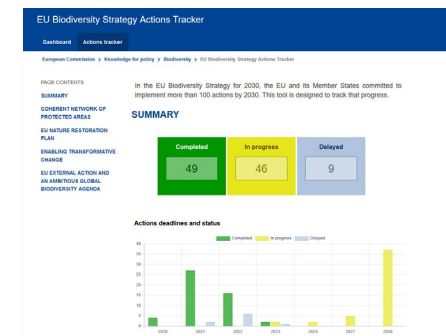 EU Biodiversity Strategy Actions Tracker
Dashboard Actions tracker
European Commission > Knowledge for policy > Biodiversity > EU Biodiversity Strategy Actions Tracker
PAGE CONTENTS
SUMMARY
COHERENT NETWORK OF
PROTECTED AREAS
EU NATURE RESTORATION
PLAN
ENABLING TRANSFORMATIVE
CHANGE
EU EXTERNAL ACTION AND
AN AMBITIOUS GLOBAL
BIODIVERSITY AGENDA
In the EU Biodiversity Strategy for 2030, the EU and its Member States committed to
implement more than 100 actions by 2030. This tool is designed to track that progress.
SUMMARY
Completed In progress Delayed
49 46 9
Actions deadlines and status
Completed In progress Delayed
40
35
30
25
20
15
10
5
0
2020 2021 2022 2023 2024 2027 2030